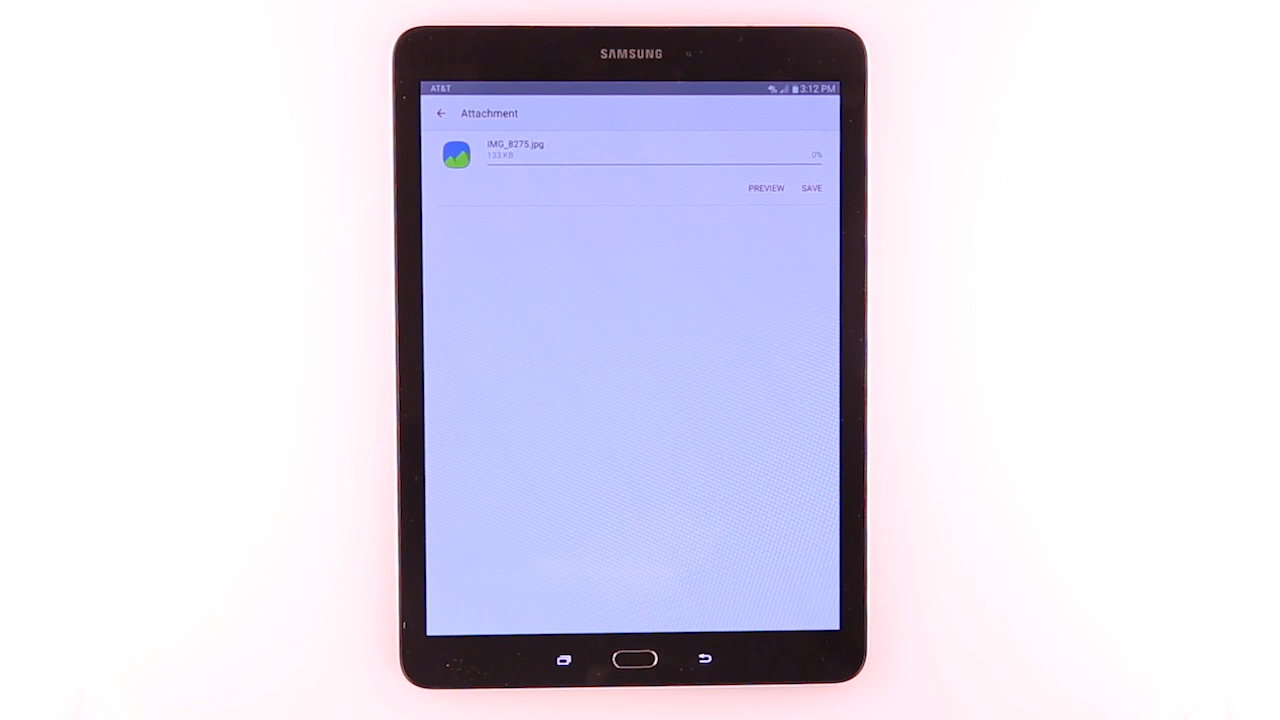 SAMSUNG
AT&T 3:12 PM
Attachment
IMG_8275.jpg
133 KB 0%
PREVIEW SAVE